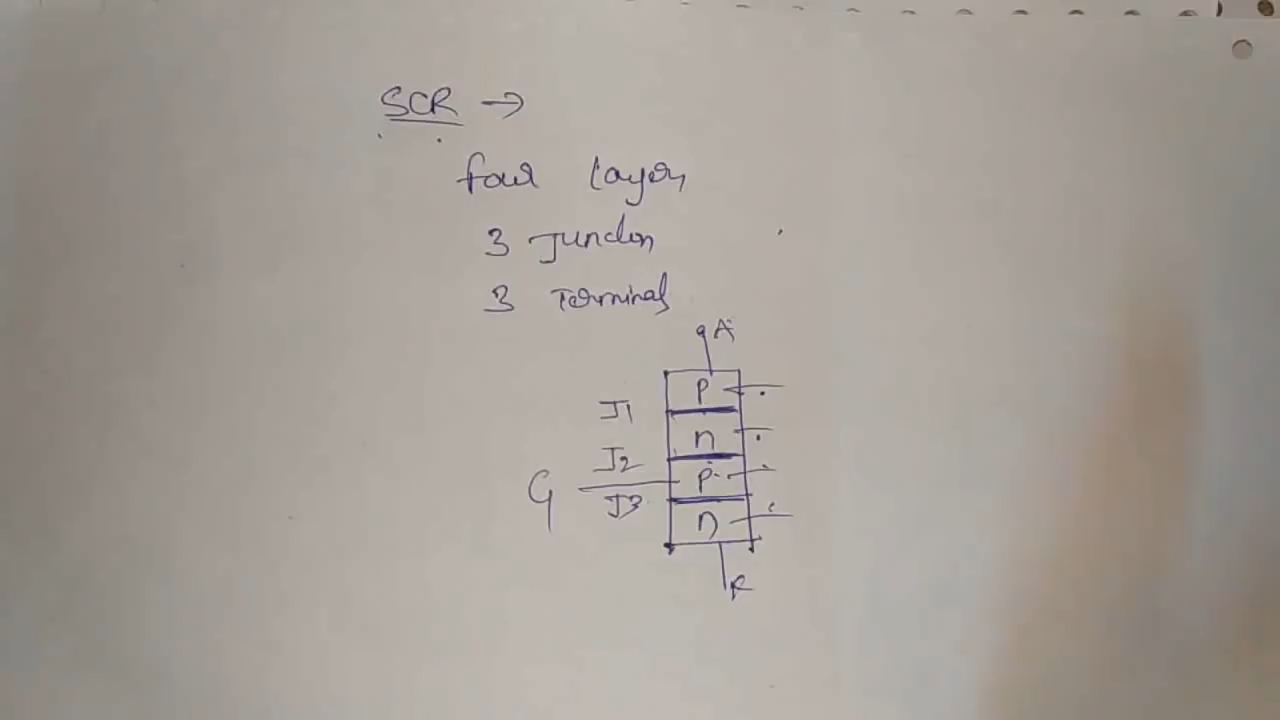 SCR →
four layer
3 Junction
3 Terminal
A
P
J1
n
J2
P
G
J3
n
K